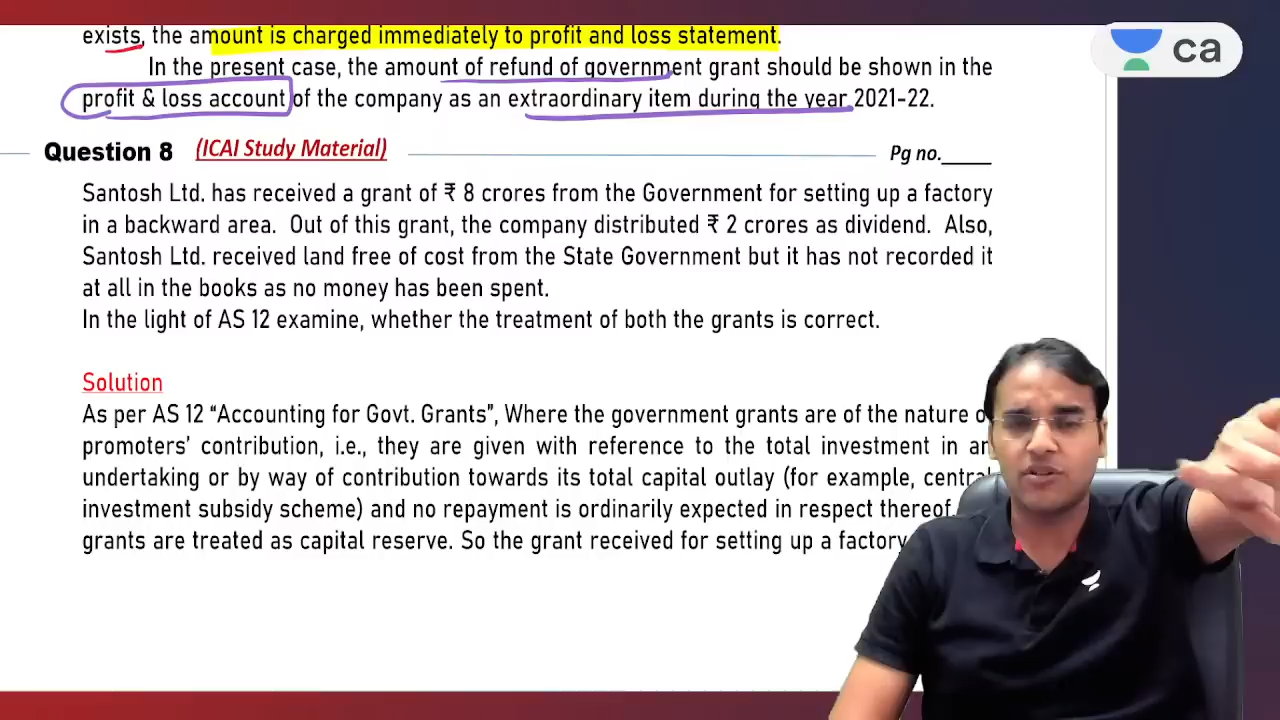 exists, the amount is charged immediately to profit and loss statement.
ca
In the present case, the amount of refund of government grant should be shown in the
profit & loss account of the company as an extraordinary item during the year 2021-22.
Question 8 (ICAI Study Material) Pg no._____
Santosh Ltd. has received a grant of ₹ 8 crores from the Government for setting up a factory
in a backward area. Out of this grant, the company distributed ₹ 2 crores as dividend. Also,
Santosh Ltd. received land free of cost from the State Government but it has not recorded it
at all in the books as no money has been spent.
In the light of AS 12 examine, whether the treatment of both the grants is correct.
Solution
As per AS 12 “Accounting for Govt. Grants”, Where the government grants are of the nature
promoters’ contribution, i.e., they are given with reference to the total investment in an
undertaking or by way of contribution towards its total capital outlay (for example, central
investment subsidy scheme) and no repayment is ordinarily expected in respect thereof
grants are treated as capital reserve. So the grant received for setting up a factory